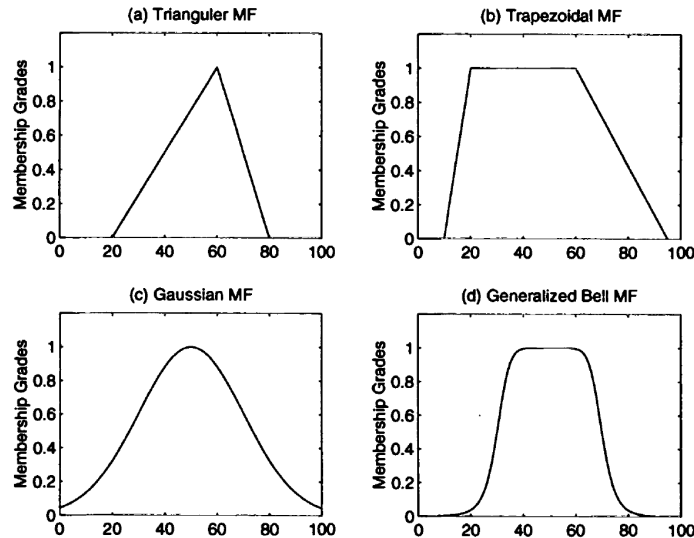 (a) Trianguler MF
Membership Grades
1
0.8
0.6
0.4
0.2
0
0 20 40 60 80 100
(b) Trapezoidal MF
Membership Grades
1
0.8
0.6
0.4
0.2
0
0 20 40 60 80 100
(c) Gaussian MF
Membership Grades
1
0.8
0.6
0.4
0.2
0
0 20 40 60 80 100
(d) Generalized Bell MF
Membership Grades
1
0.8
0.6
0.4
0.2
0
0 20 40 60 80 100